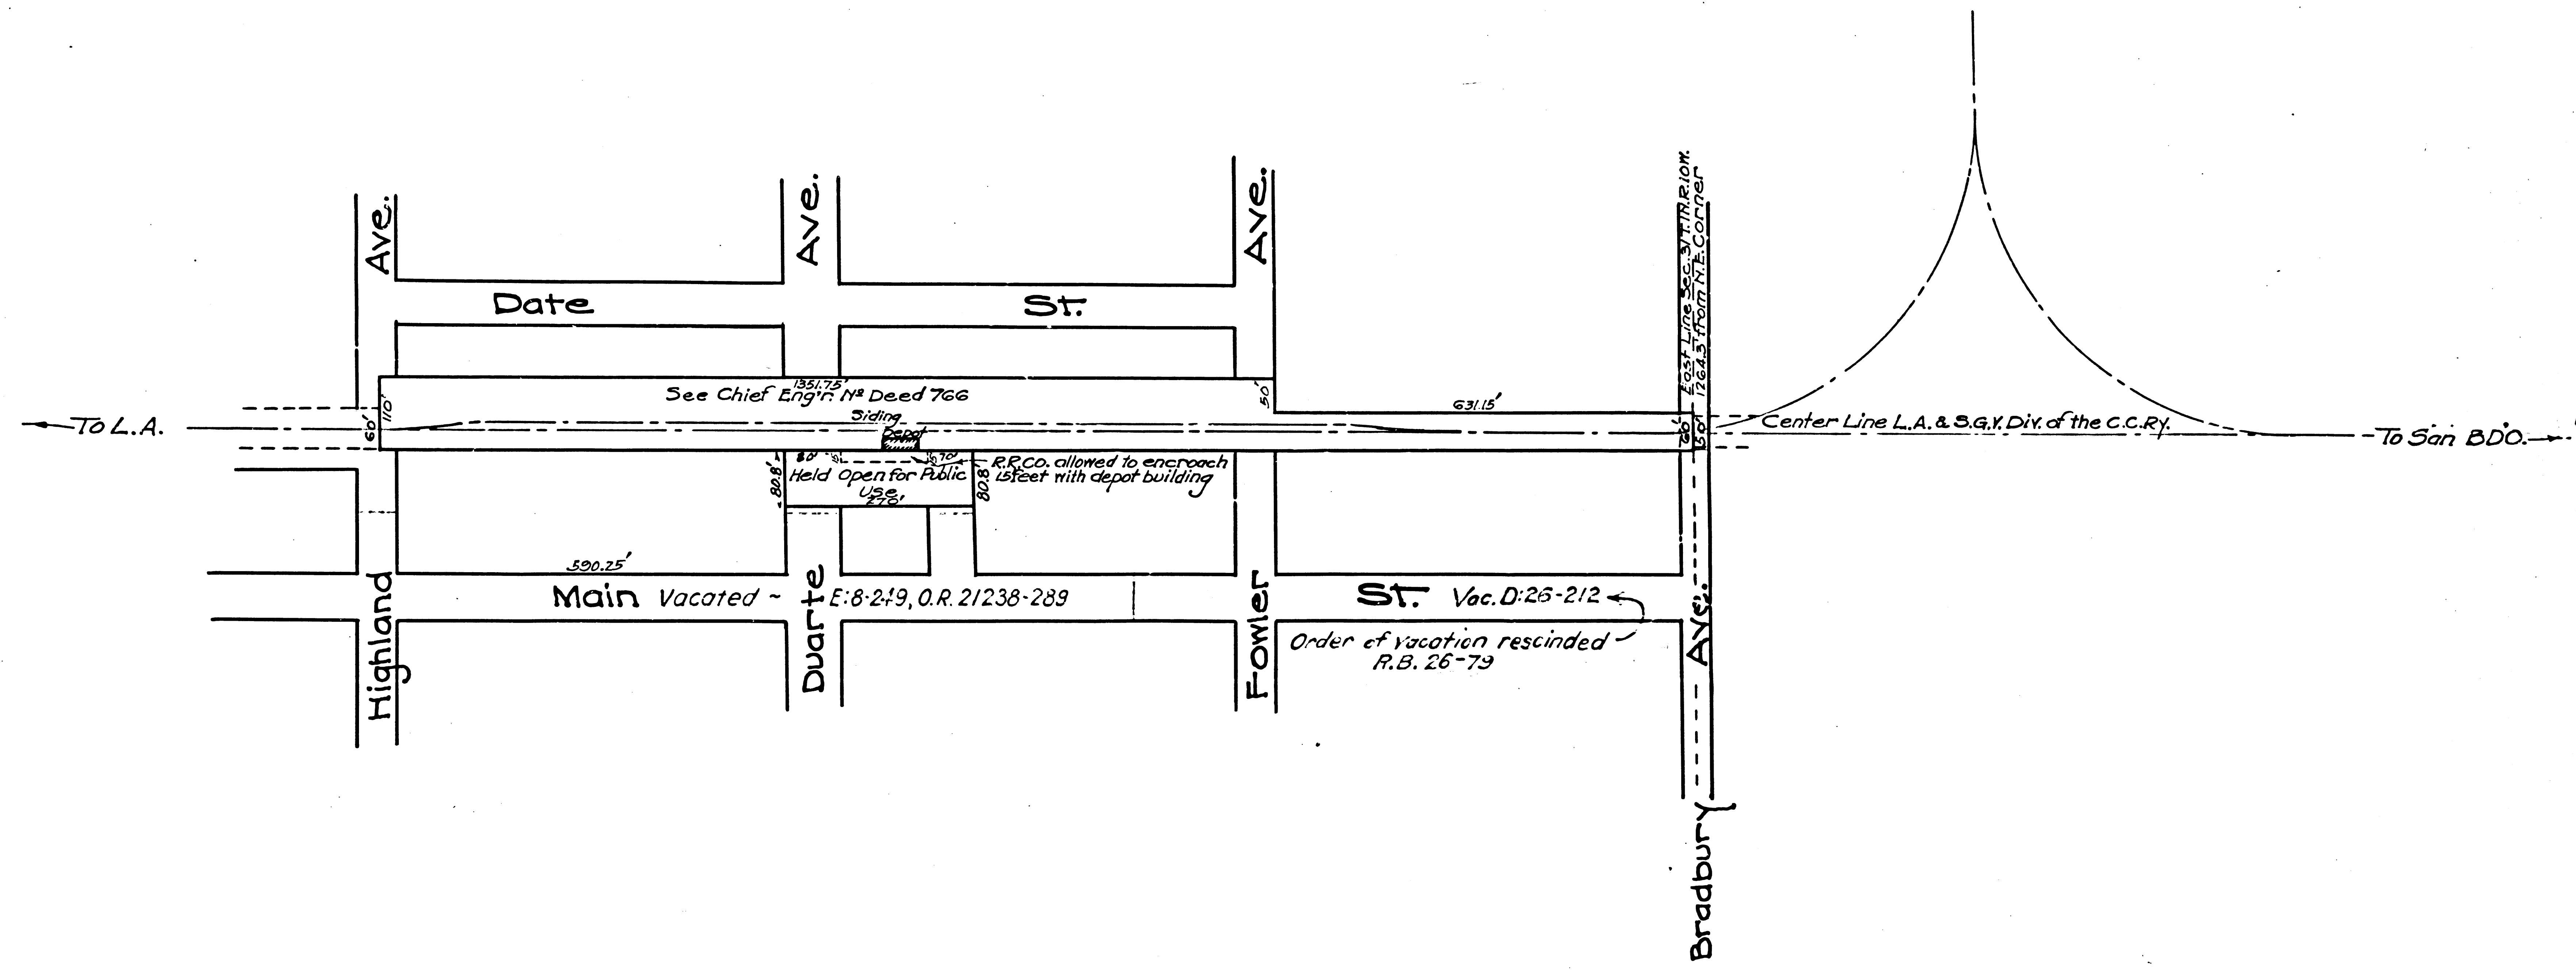 Ave.
Ave.
Ave.
East Line Sec. 31 T.1N.R.10W.
1264.3' from N.E. Corner
Date St.
1351.75'
See Chief Eng'r. Nº Deed 766
Siding
Depot
110'
60'
50'
631.15'
60'
50'
To L.A.
Center Line L.A. & S.G.V. Div. of the C.C.Ry.
To San BDO.
80'
70'
R.R.CO. allowed to encroach
15 feet with depot building
80.8'
Held Open for Public
Use
270'
80.8'
590.25'
Main Vacated ~ E:8-249, O.R. 21238-289
St. Vac. D:26-212
Order of vacation rescinded
R.B. 26-79
Highland
Duarte
Fowler
Bradbury Ave.